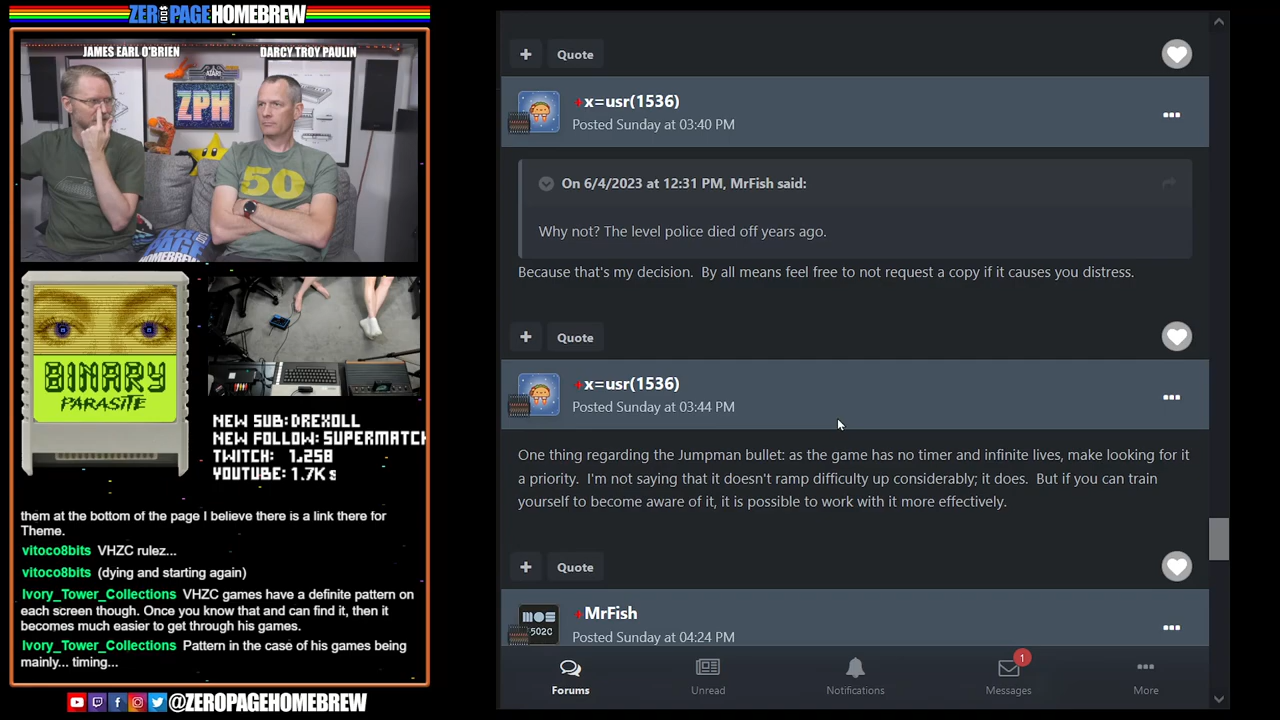 ZEROPAGE HOMEBREW
JAMES EARL O'BRIEN
DARCY TROY PAULIN
ZPH
50
BINARY
PARASITE
NEW SUB: DREXOLL
NEW FOLLOW: SUPERMATCH
TWITCH: 1,258
YOUTUBE: 1.7K s
them at the bottom of the page I believe there is a link there for
Theme.
vitoco8bits VHZC rulez...
vitoco8bits (dying and starting again)
Ivory_Tower_Collections VHZC games have a definite pattern on
each screen though. Once you know that and can find it, then it
becomes much easier to get through his games.
Ivory_Tower_Collections Pattern in the case of his games being
mainly... timing...
@ZEROPAGEHOMEBREW
+ Quote
+x=usr(1536)
Posted Sunday at 03:40 PM
On 6/4/2023 at 12:31 PM, MrFish said:
Why not? The level police died off years ago.
Because that's my decision. By all means feel free to not request a copy if it causes you distress.
+ Quote
+x=usr(1536)
Posted Sunday at 03:44 PM
One thing regarding the Jumpman bullet: as the game has no timer and infinite lives, make looking for it
a priority. I'm not saying that it doesn't ramp difficulty up considerably; it does. But if you can train
yourself to become aware of it, it is possible to work with it more effectively.
+ Quote
MOS
502C
+MrFish
Posted Sunday at 04:24 PM
1
Forums Unread Notifications Messages More